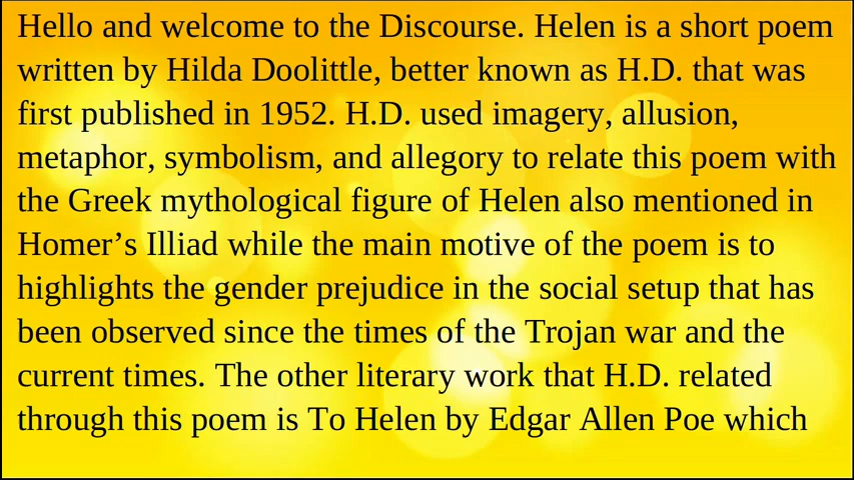 Hello and welcome to the Discourse. Helen is a short poem
written by Hilda Doolittle, better known as H.D. that was
first published in 1952. H.D. used imagery, allusion,
metaphor, symbolism, and allegory to relate this poem with
the Greek mythological figure of Helen also mentioned in
Homer’s Illiad while the main motive of the poem is to
highlights the gender prejudice in the social setup that has
been observed since the times of the Trojan war and the
current times. The other literary work that H.D. related
through this poem is To Helen by Edgar Allen Poe which